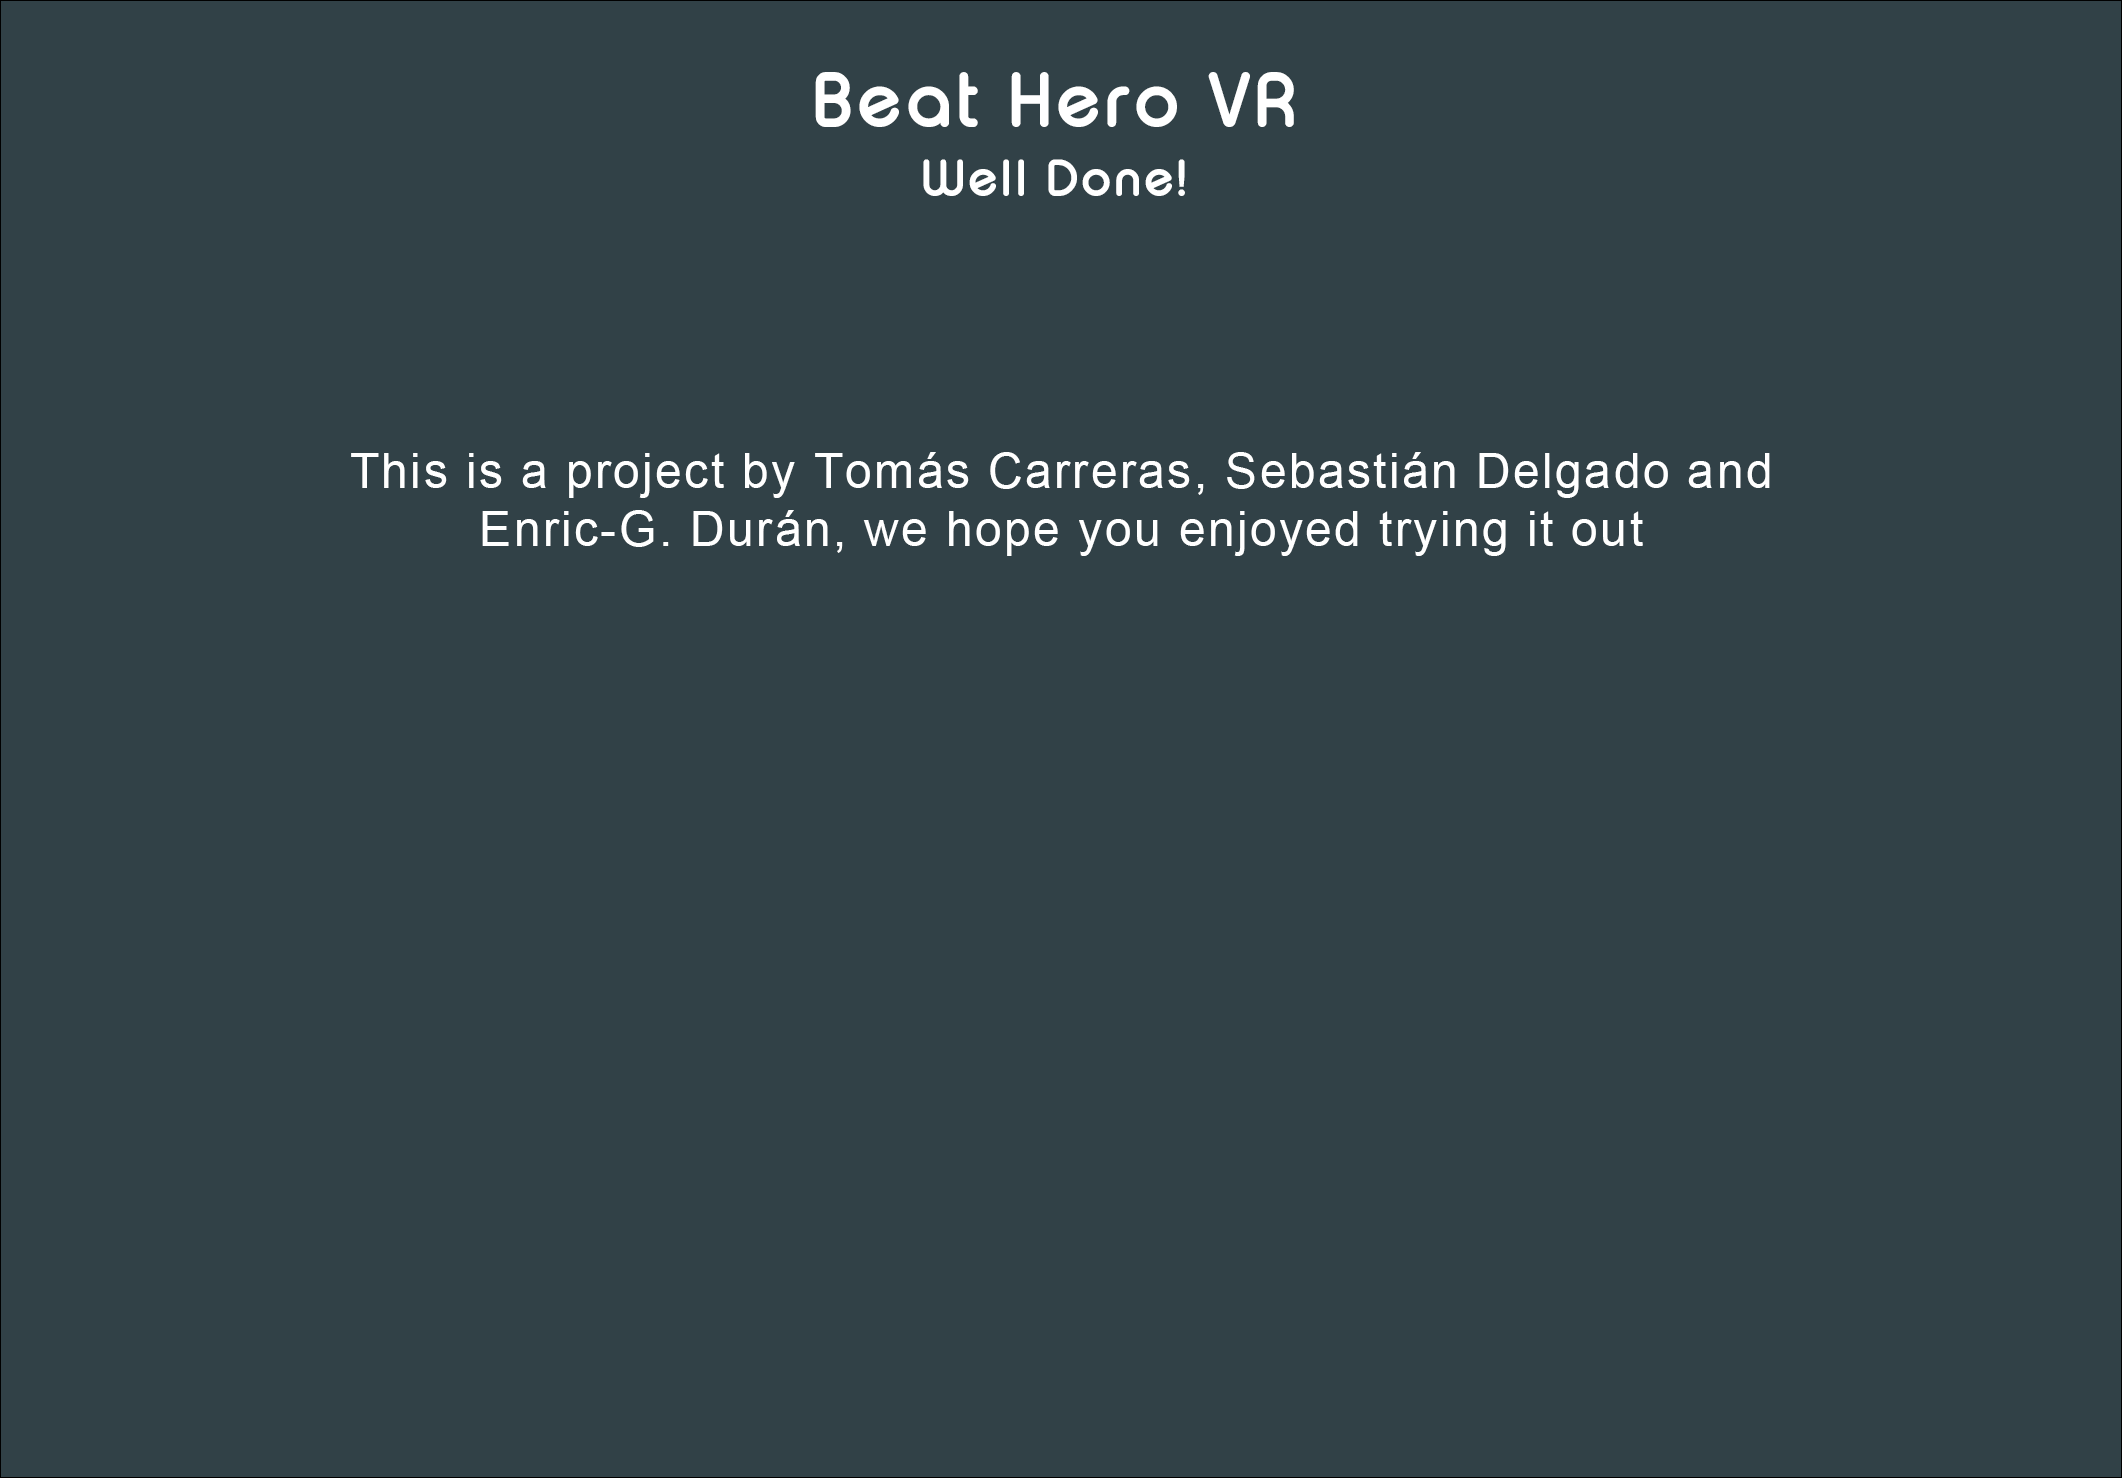 Beat Hero VR
Well Done!
This is a project by Tomás Carreras, Sebastián Delgado and
Enric-G. Durán, we hope you enjoyed trying it out